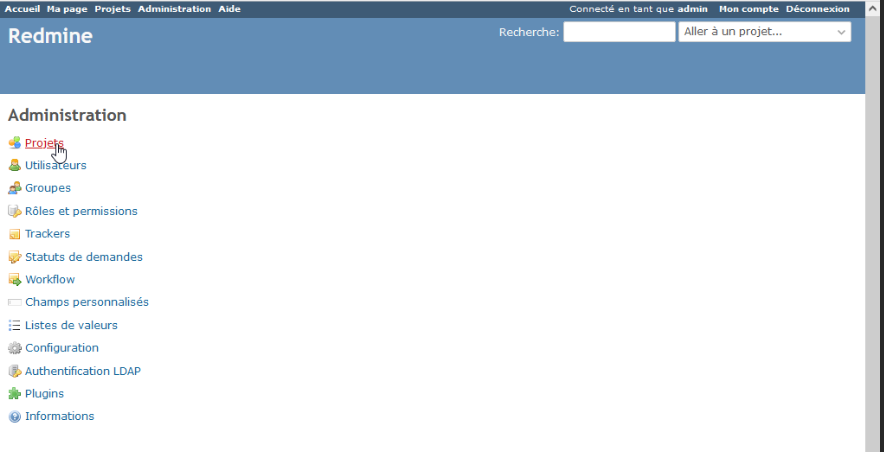 Accueil Ma page Projets Administration Aide Connecté en tant que admin Mon compte Déconnexion
Redmine
Recherche: Aller à un projet...
Administration
Projets
Utilisateurs
Groupes
Rôles et permissions
Trackers
Statuts de demandes
Workflow
Champs personnalisés
Listes de valeurs
Configuration
Authentification LDAP
Plugins
Informations